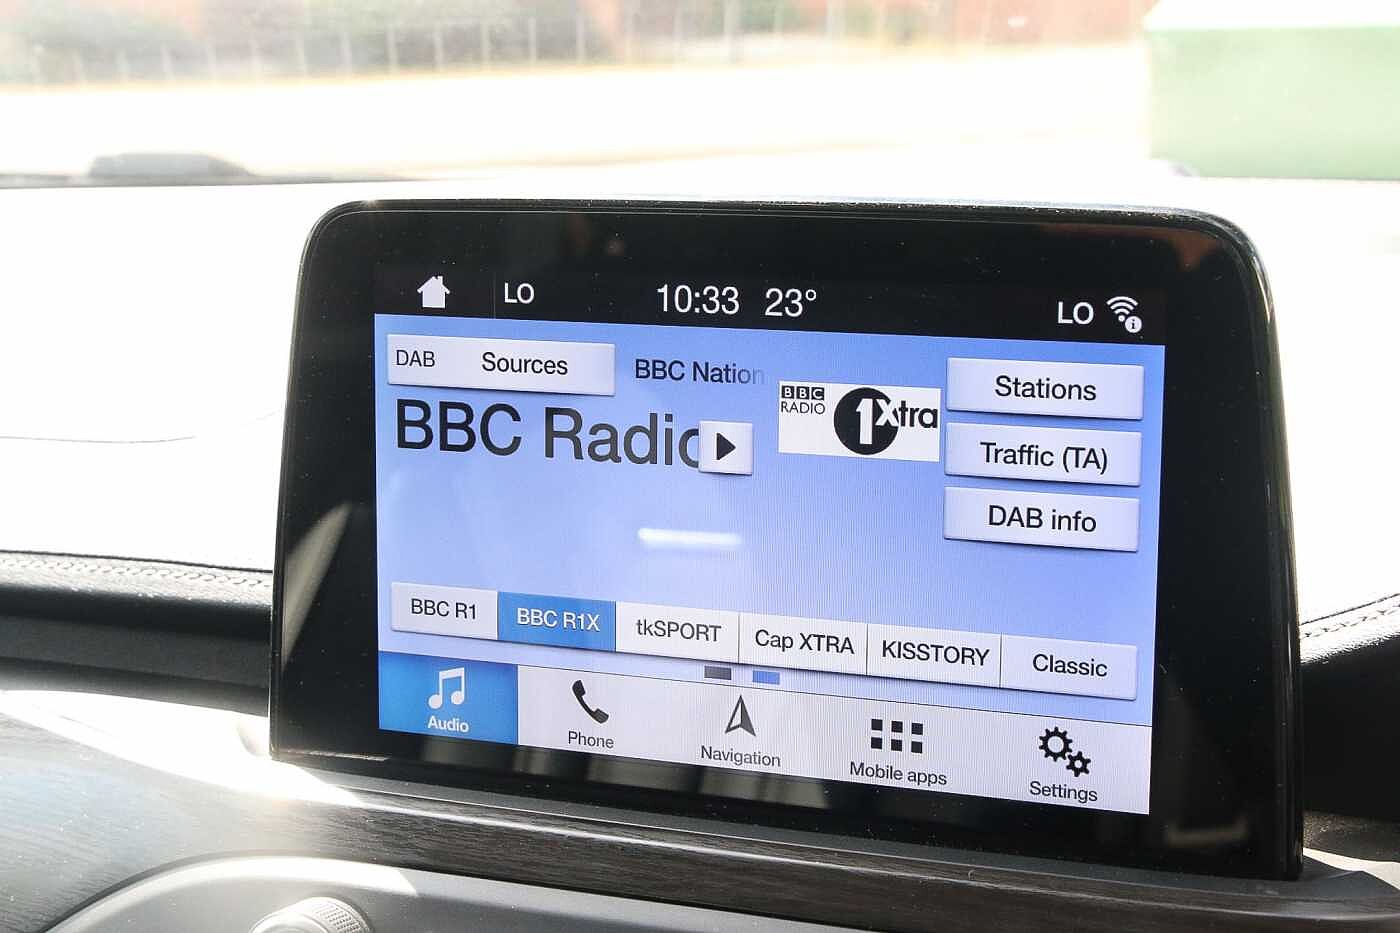 LO 10:33 23° LO
DAB Sources BBC Nation
BBC RADIO 1Xtra
Stations
BBC Radio
Traffic (TA)
DAB info
BBC R1 BBC R1X tkSPORT Cap XTRA KISSTORY Classic
Audio Phone Navigation Mobile apps Settings